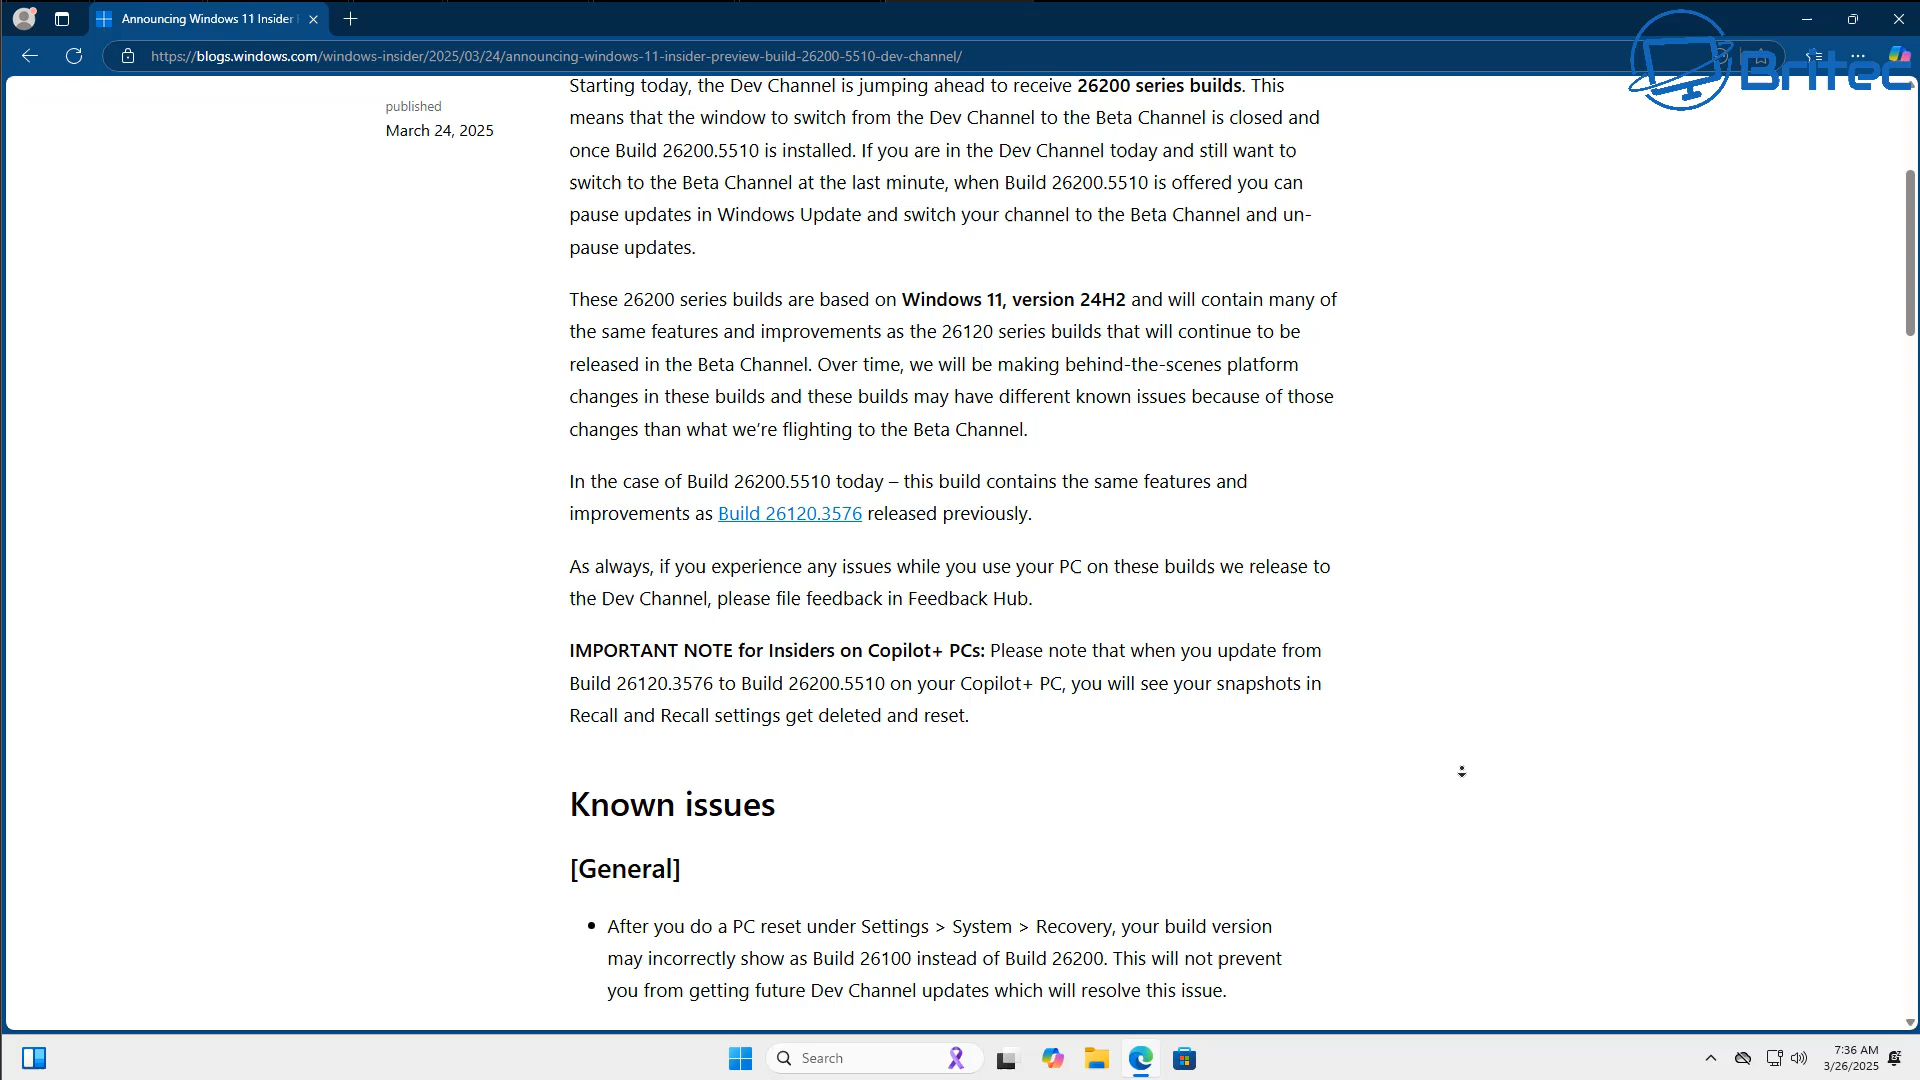 Announcing Windows 11 Insider
https://blogs.windows.com/windows-insider/2025/03/24/announcing-windows-11-insider-preview-build-26200-5510-dev-channel/
Britec
published
March 24, 2025
Starting today, the Dev Channel is jumping ahead to receive 26200 series builds. This
means that the window to switch from the Dev Channel to the Beta Channel is closed and
once Build 26200.5510 is installed. If you are in the Dev Channel today and still want to
switch to the Beta Channel at the last minute, when Build 26200.5510 is offered you can
pause updates in Windows Update and switch your channel to the Beta Channel and un-
pause updates.
These 26200 series builds are based on Windows 11, version 24H2 and will contain many of
the same features and improvements as the 26120 series builds that will continue to be
released in the Beta Channel. Over time, we will be making behind-the-scenes platform
changes in these builds and these builds may have different known issues because of those
changes than what we’re flighting to the Beta Channel.
In the case of Build 26200.5510 today – this build contains the same features and
improvements as Build 26120.3576 released previously.
As always, if you experience any issues while you use your PC on these builds we release to
the Dev Channel, please file feedback in Feedback Hub.
IMPORTANT NOTE for Insiders on Copilot+ PCs: Please note that when you update from
Build 26120.3576 to Build 26200.5510 on your Copilot+ PC, you will see your snapshots in
Recall and Recall settings get deleted and reset.
Known issues
[General]
• After you do a PC reset under Settings > System > Recovery, your build version
may incorrectly show as Build 26100 instead of Build 26200. This will not prevent
you from getting future Dev Channel updates which will resolve this issue.
Search
7:36 AM
3/26/2025